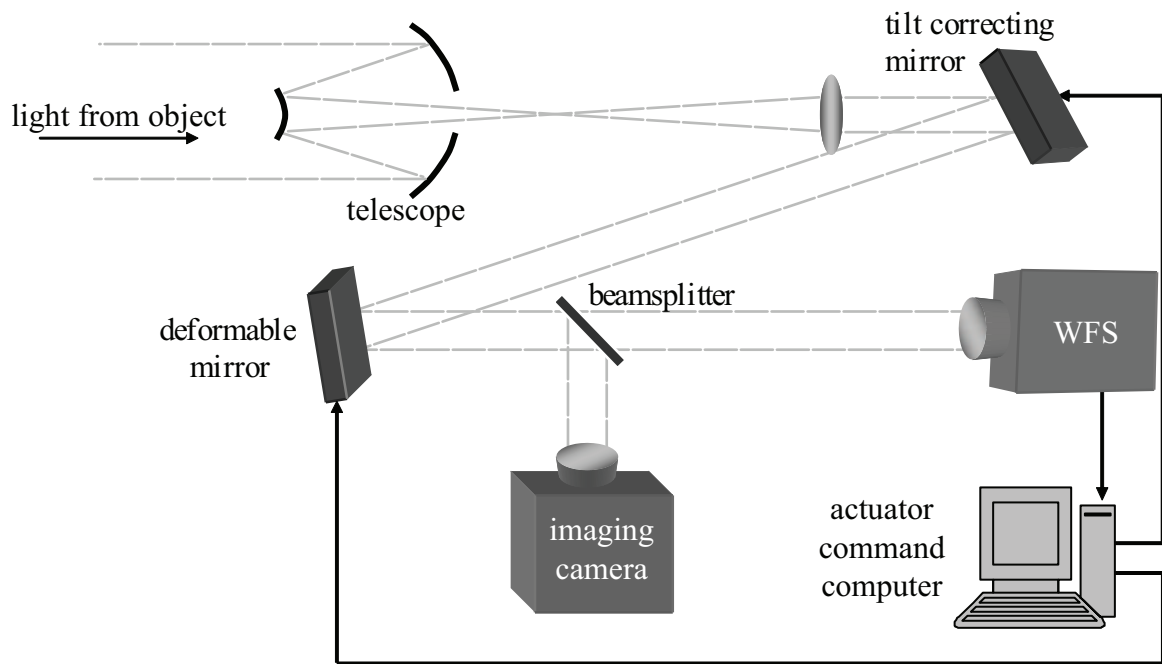 tilt correcting
mirror
light from object
telescope
beamsplitter
deformable
mirror
WFS
imaging
camera
actuator
command
computer